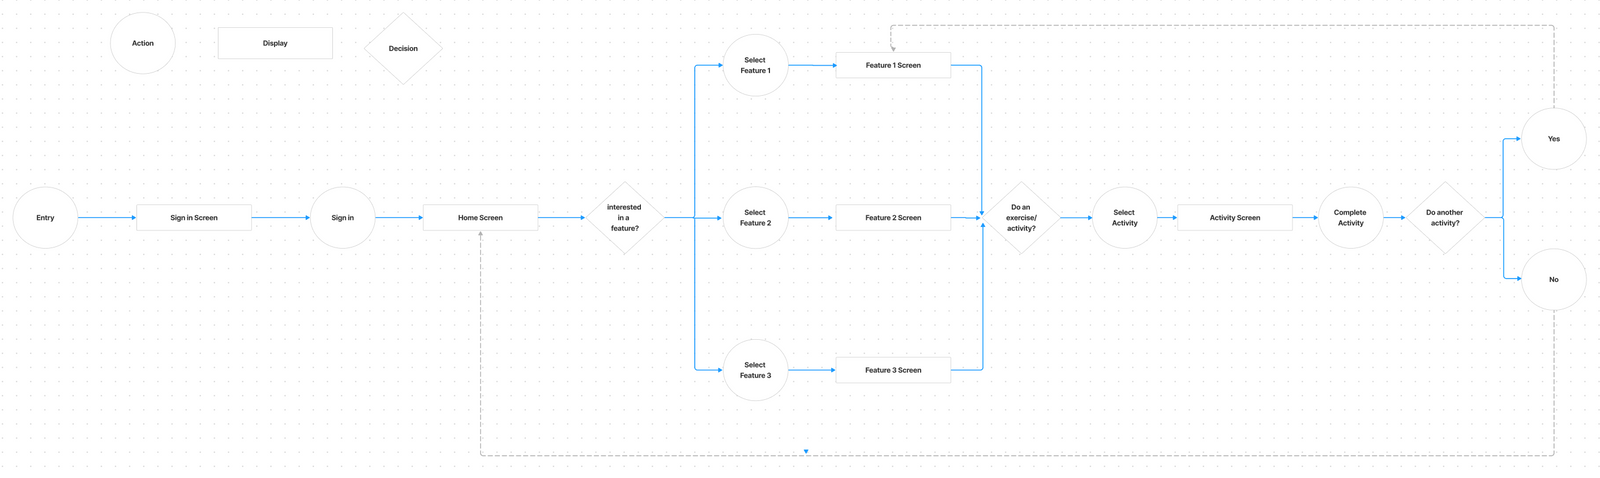 Action
Display
Decision
Select
Feature 1
Feature 1 Screen
Yes
Entry
Sign in Screen
Sign in
Home Screen
interested
in a
feature?
Select
Feature 2
Feature 2 Screen
Do an
exercise/
activity?
Select
Activity
Activity Screen
Complete
Activity
Do another
activity?
No
Select
Feature 3
Feature 3 Screen